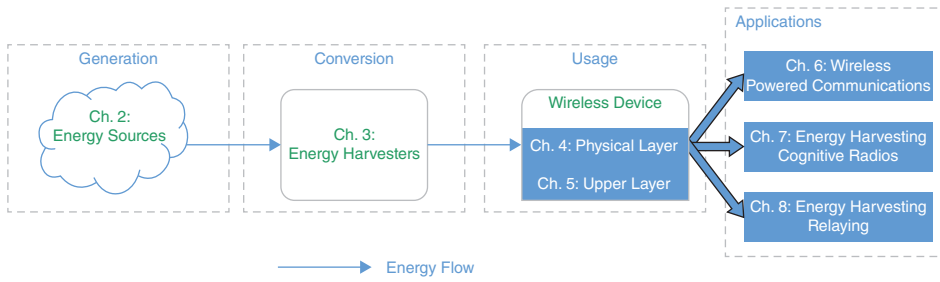 Generation
Ch. 2:
Energy Sources
Conversion
Ch. 3:
Energy Harvesters
Usage
Wireless Device
Ch. 4: Physical Layer
Ch. 5: Upper Layer
Applications
Ch. 6: Wireless
Powered Communications
Ch. 7: Energy Harvesting
Cognitive Radios
Ch. 8: Energy Harvesting
Relaying
Energy Flow